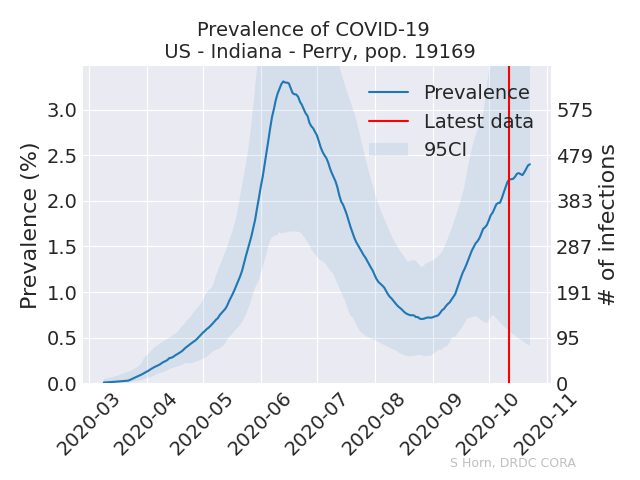 Prevalence of COVID-19
US - Indiana - Perry, pop. 19169
Prevalence
Latest data
95CI
Prevalence (%)
3.0
2.5
2.0
1.5
1.0
0.5
0.0
575
479
383
287
191
95
0
# of infections
2020-03
2020-04
2020-05
2020-06
2020-07
2020-08
2020-09
2020-10
2020-11
S Horn, DRDC CORA